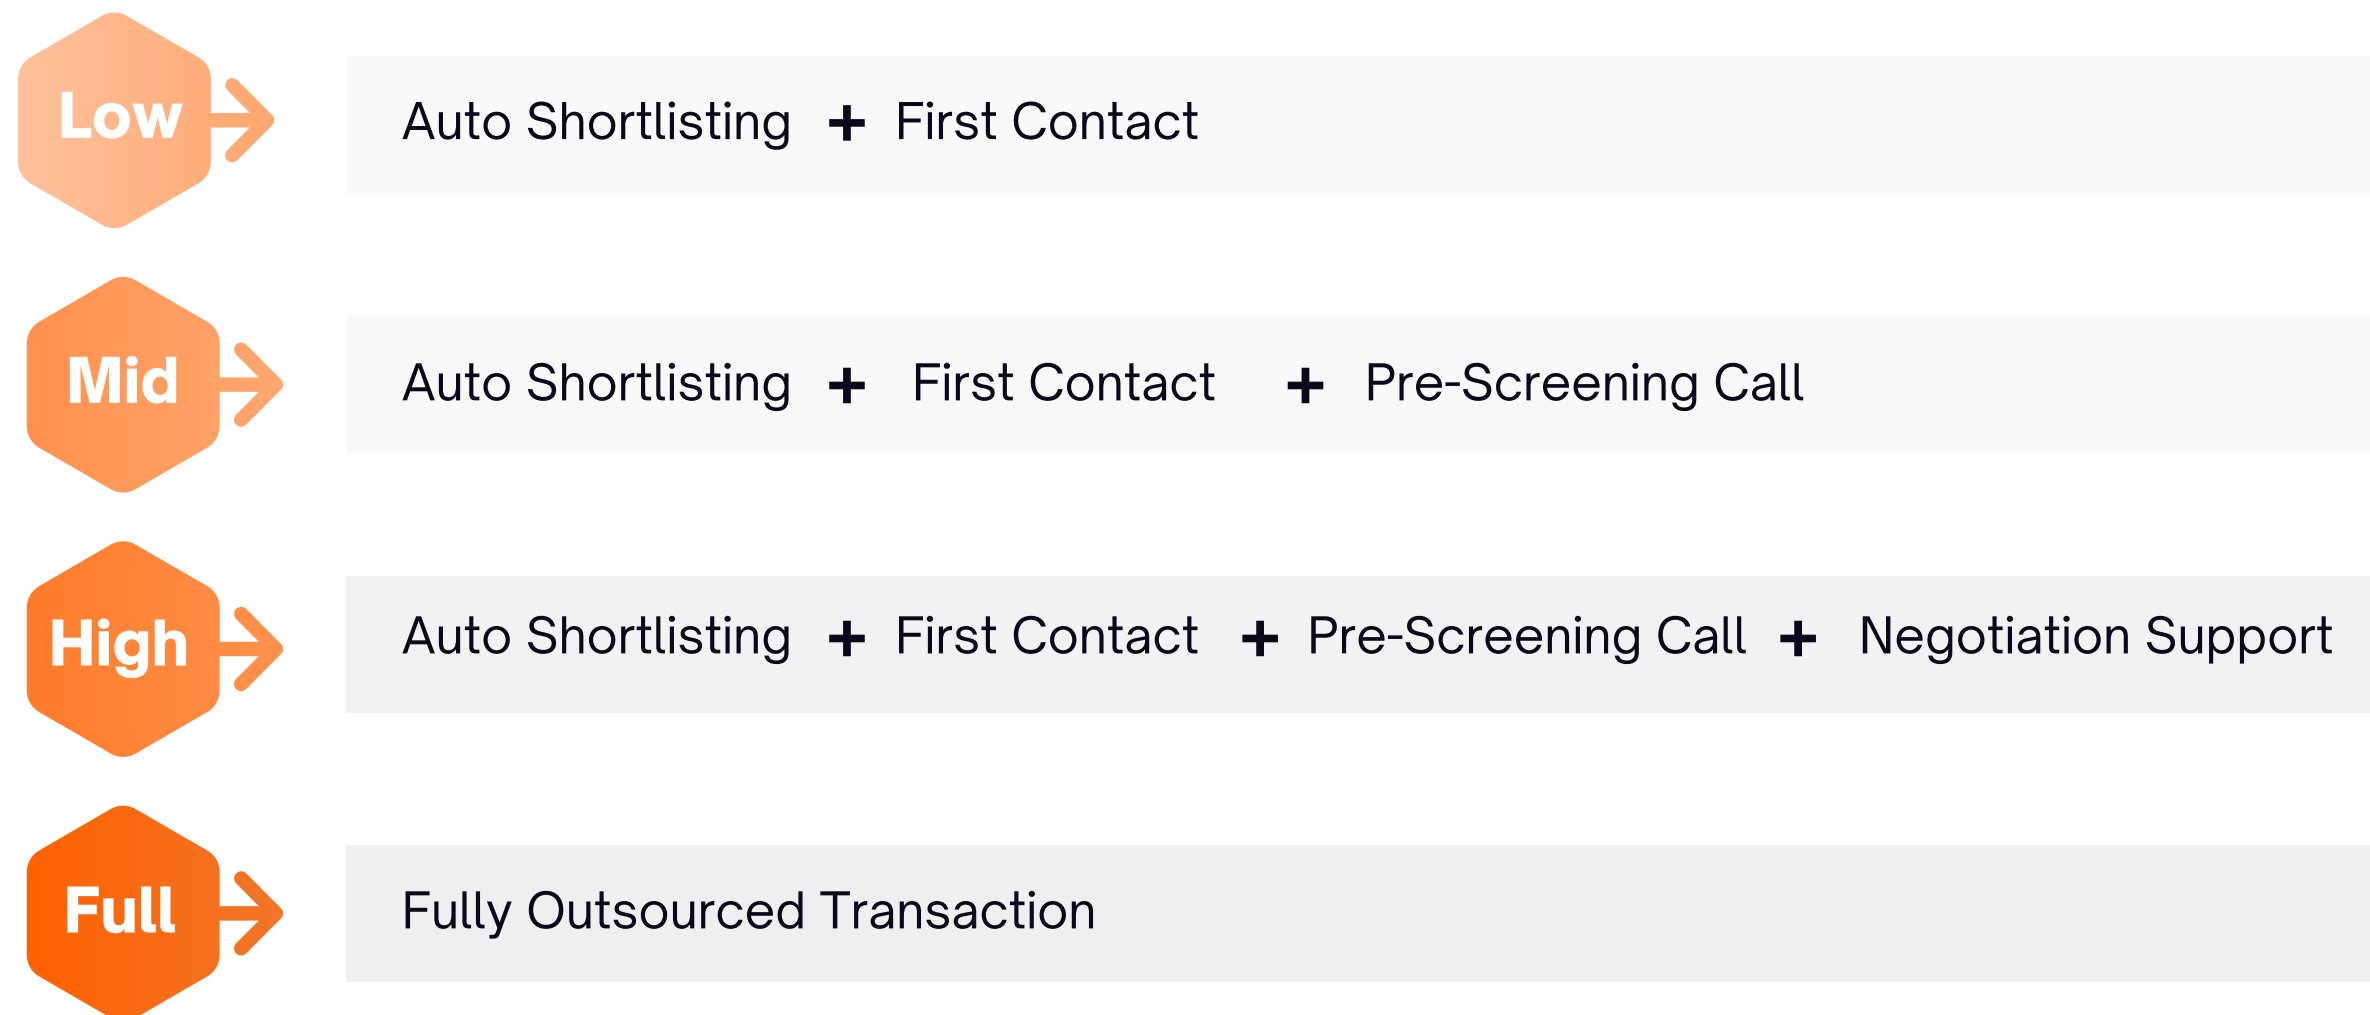 Low
Auto Shortlisting + First Contact
Mid
Auto Shortlisting + First Contact + Pre-Screening Call
High
Auto Shortlisting + First Contact + Pre-Screening Call + Negotiation Support
Full
Fully Outsourced Transaction